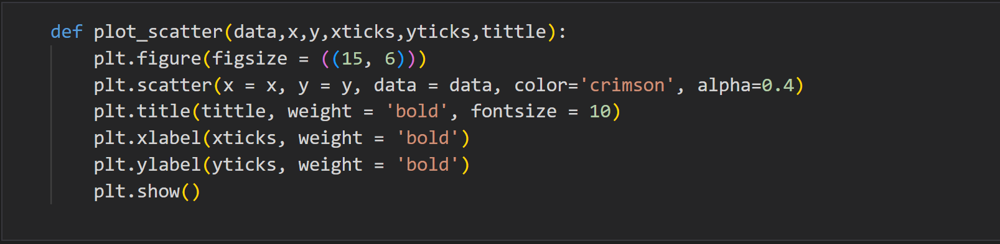 def plot_scatter(data,x,y,xticks,yticks,tittle):
    plt.figure(figsize = ((15, 6)))
    plt.scatter(x = x, y = y, data = data, color='crimson', alpha=0.4)
    plt.title(tittle, weight = 'bold', fontsize = 10)
    plt.xlabel(xticks, weight = 'bold')
    plt.ylabel(yticks, weight = 'bold')
    plt.show()